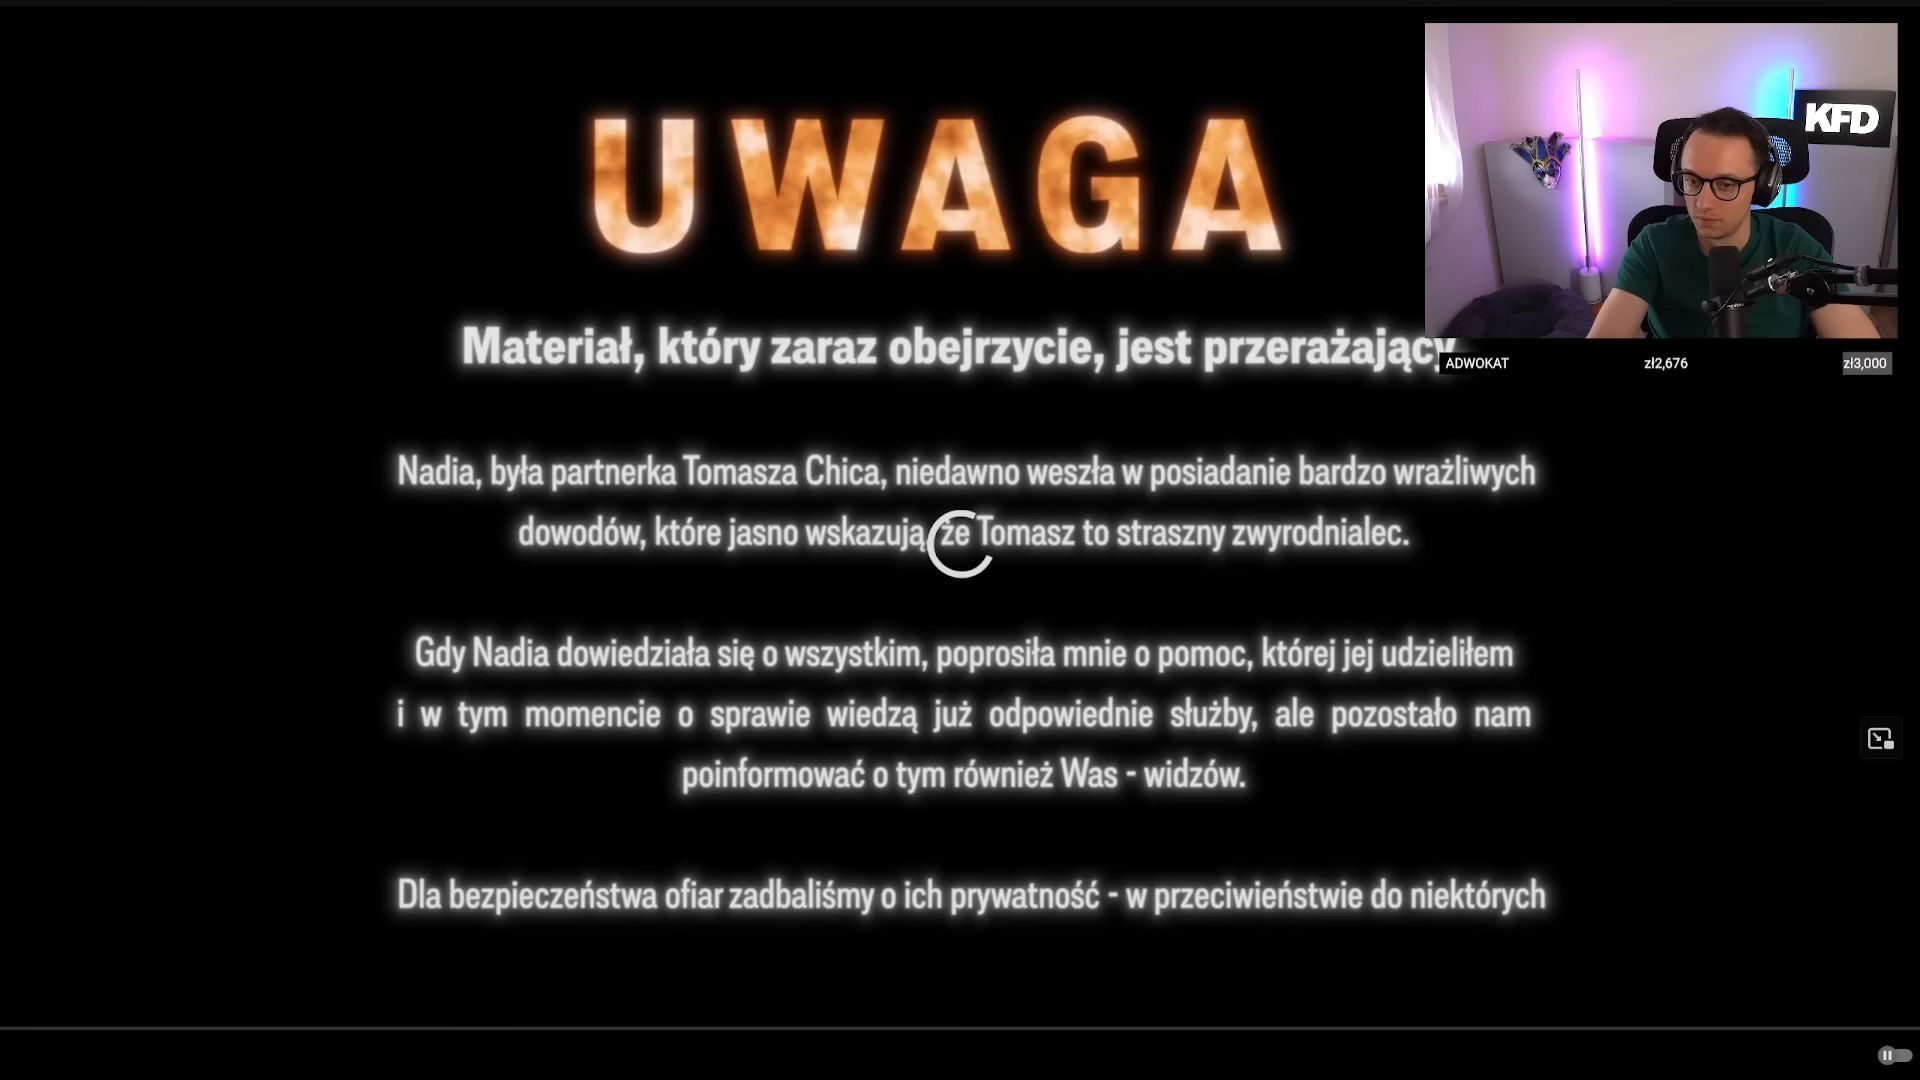 UWAGA
KFD
Materiał, który zaraz obejrzycie, jest przerażający
ADWOKAT zł2,676 zł3,000
Nadia, była partnerka Tomasza Chica, niedawno weszła w posiadanie bardzo wrażliwych
dowodów, które jasno wskazują, że Tomasz to straszny zwyrodnialec.
Gdy Nadia dowiedziała się o wszystkim, poprosiła mnie o pomoc, której jej udzieliłem
i w tym momencie o sprawie wiedzą już odpowiednie służby, ale pozostało nam
poinformować o tym również Was - widzów.
Dla bezpieczeństwa ofiar zadbaliśmy o ich prywatność - w przeciwieństwie do niektórych